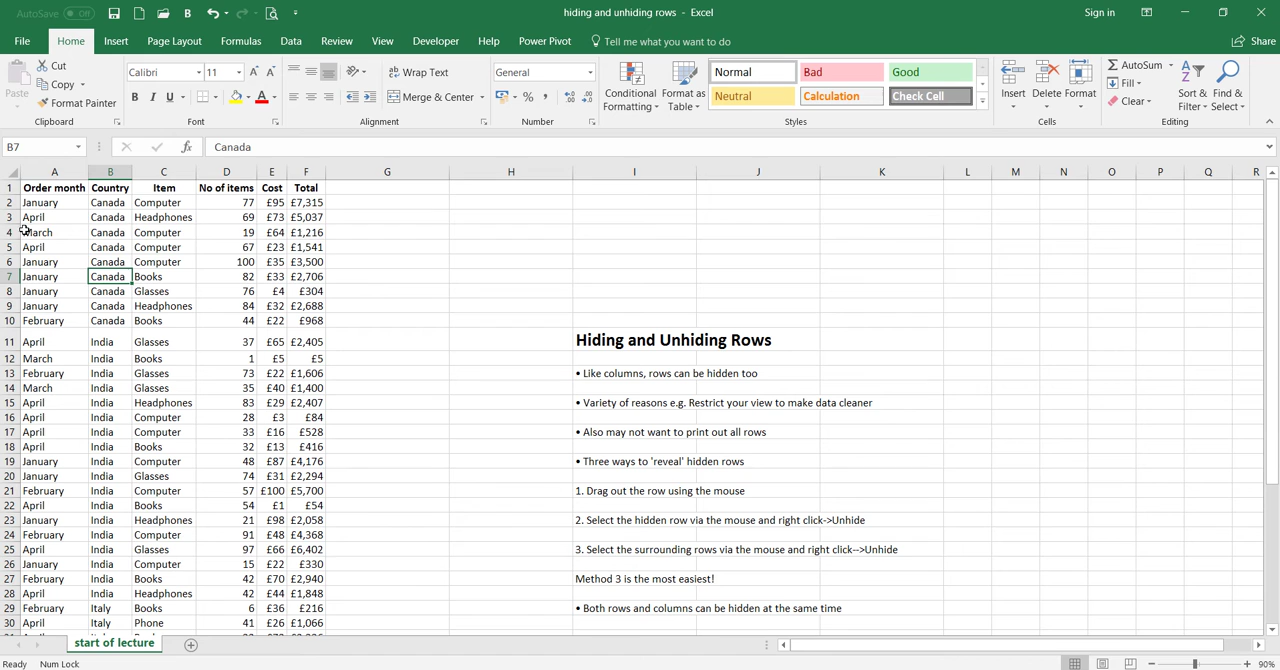 AutoSave Off
hiding and unhiding rows - Excel
Sign in
File Home Insert Page Layout Formulas Data Review View Developer Help Power Pivot Tell me what you want to do Share
Paste
Cut
Copy
Format Painter
Clipboard
Calibri 11
B I U
Font
Wrap Text
Merge & Center
Alignment
General
%
Number
Conditional Formatting
Format as Table
Normal Bad Good
Neutral Calculation Check Cell
Styles
Insert Delete Format
Cells
AutoSum
Fill
Clear
Sort & Filter
Find & Select
Editing
B7 fx Canada
A B C D E F G H I J K L M N O P Q R
1 Order month Country Item No of items Cost Total
2 January Canada Computer 77 £95 £7,315
3 April Canada Headphones 69 £73 £5,037
4 March Canada Computer 19 £64 £1,216
5 April Canada Computer 67 £23 £1,541
6 January Canada Computer 100 £35 £3,500
7 January Canada Books 82 £33 £2,706
8 January Canada Glasses 76 £4 £304
9 January Canada Headphones 84 £32 £2,688
10 February Canada Books 44 £22 £968
11 April India Glasses 37 £65 £2,405
12 March India Books 1 £5 £5
13 February India Glasses 73 £22 £1,606
14 March India Glasses 35 £40 £1,400
15 April India Headphones 83 £29 £2,407
16 April India Computer 28 £3 £84
17 April India Computer 33 £16 £528
18 April India Books 32 £13 £416
19 January India Computer 48 £87 £4,176
20 January India Glasses 74 £31 £2,294
21 February India Computer 57 £100 £5,700
22 April India Books 54 £1 £54
23 January India Headphones 21 £98 £2,058
24 February India Computer 91 £48 £4,368
25 April India Glasses 97 £66 £6,402
26 January India Computer 15 £22 £330
27 February India Books 42 £70 £2,940
28 April India Headphones 42 £44 £1,848
29 February Italy Books 6 £36 £216
30 April Italy Phone 41 £26 £1,066
Hiding and Unhiding Rows
• Like columns, rows can be hidden too
• Variety of reasons e.g. Restrict your view to make data cleaner
• Also may not want to print out all rows
• Three ways to 'reveal' hidden rows
1. Drag out the row using the mouse
2. Select the hidden row via the mouse and right click->Unhide
3. Select the surrounding rows via the mouse and right click-->Unhide
Method 3 is the most easiest!
• Both rows and columns can be hidden at the same time
start of lecture
Ready Num Lock
90%